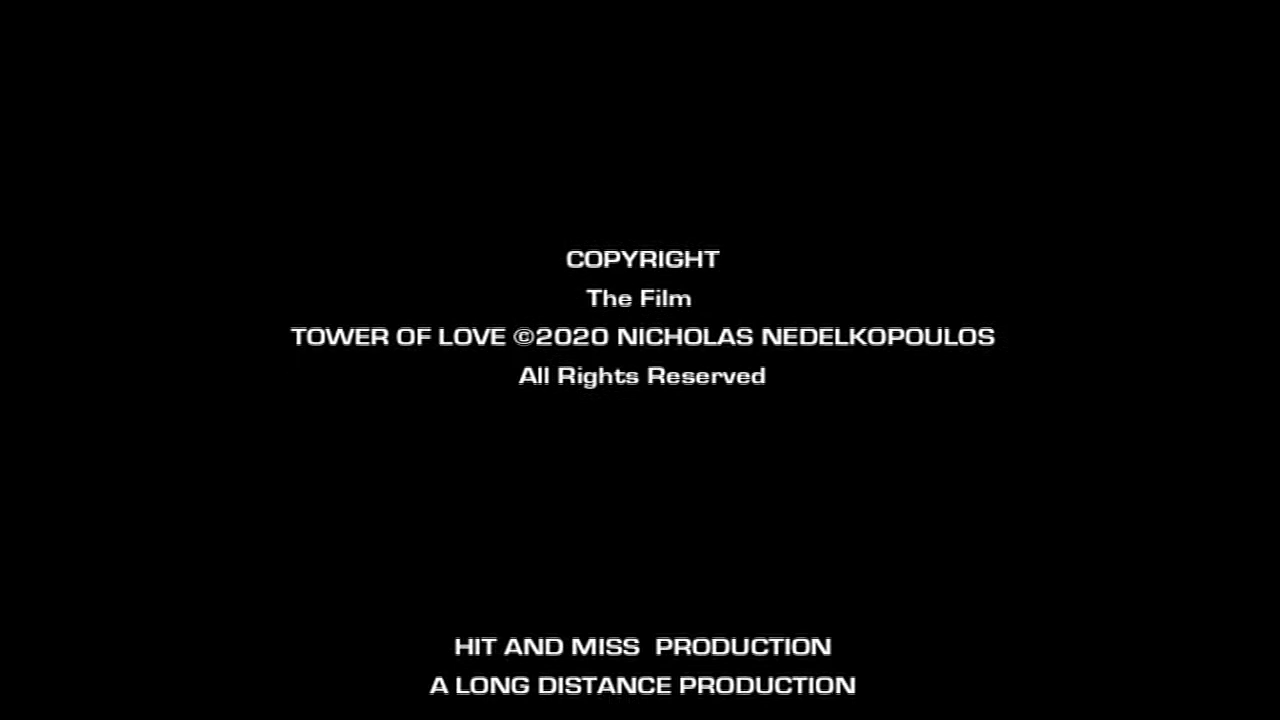 COPYRIGHT
The Film
TOWER OF LOVE ©2020 NICHOLAS NEDELKOPOULOS
All Rights Reserved
HIT AND MISS  PRODUCTION
A LONG DISTANCE PRODUCTION